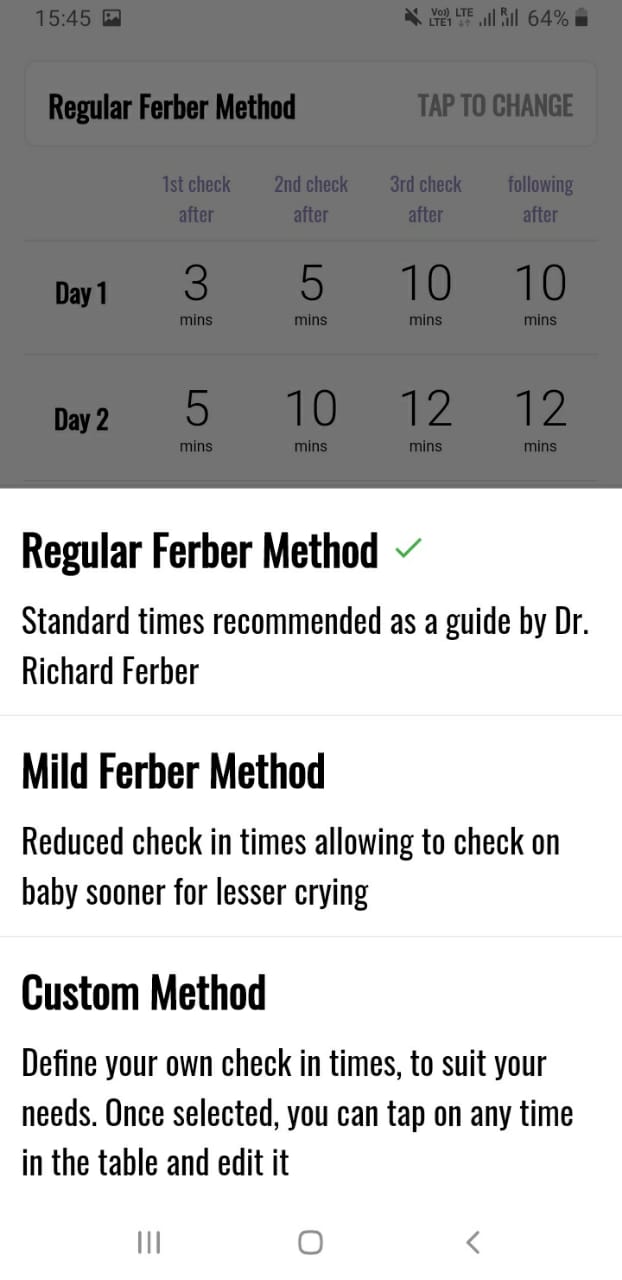 15:45
Vo)) LTE R 64%
LTE1
Regular Ferber Method TAP TO CHANGE
1st check 2nd check 3rd check following
after after after after
Day 1 3 5 10 10
mins mins mins mins
Day 2 5 10 12 12
mins mins mins mins
Regular Ferber Method
Standard times recommended as a guide by Dr.
Richard Ferber
Mild Ferber Method
Reduced check in times allowing to check on
baby sooner for lesser crying
Custom Method
Define your own check in times, to suit your
needs. Once selected, you can tap on any time
in the table and edit it